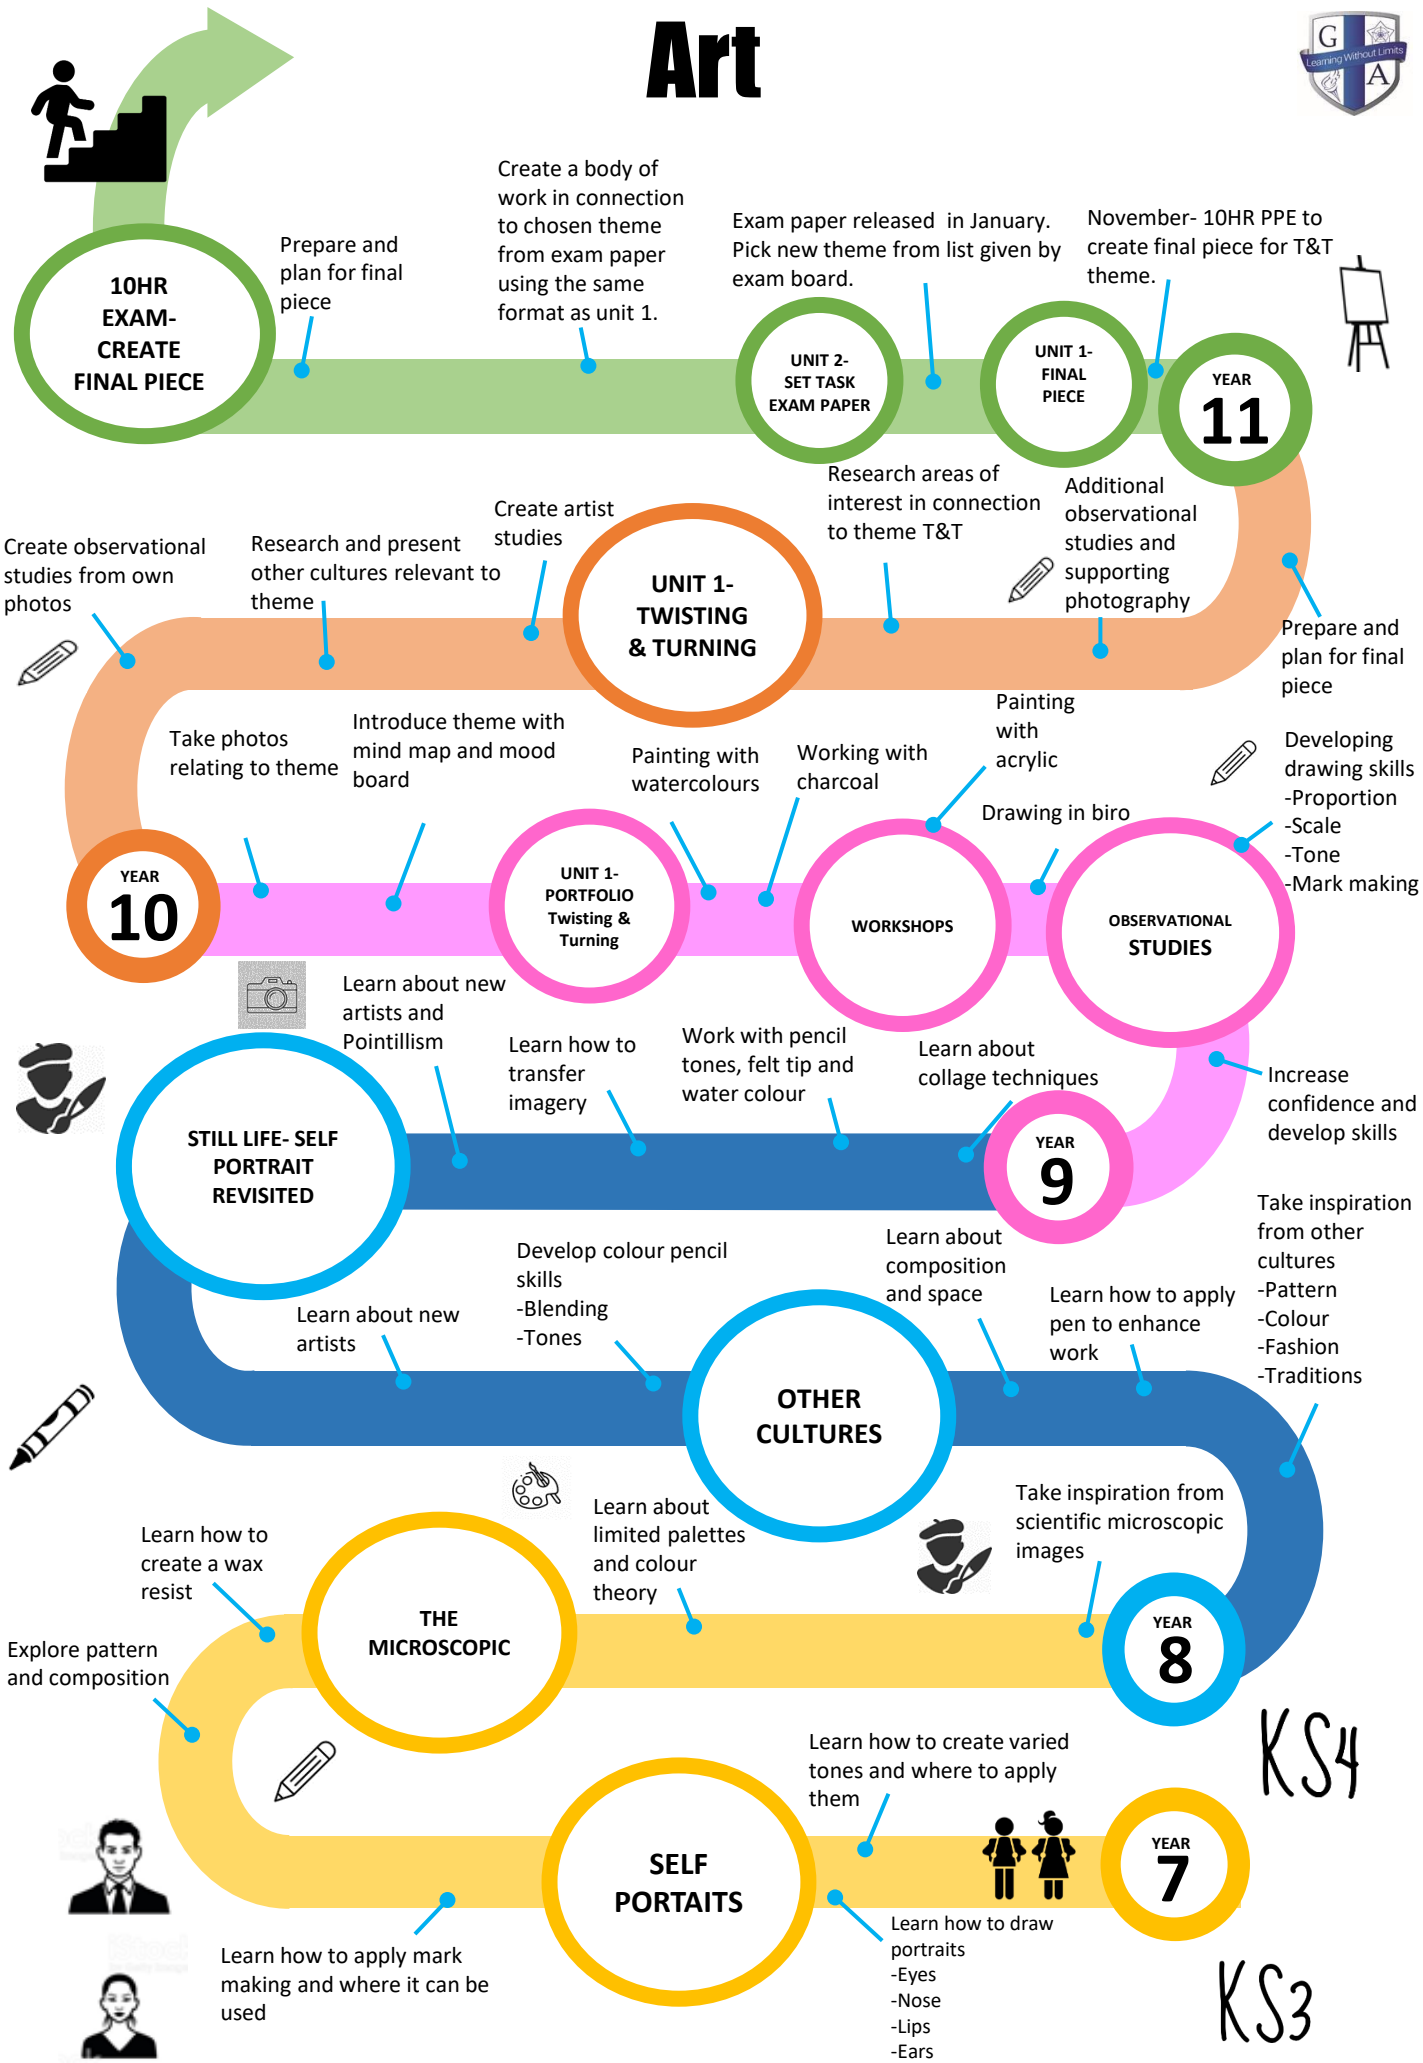 Art
G
A
Learning Without Limits
Create a body of
work in connection
to chosen theme
from exam paper
using the same
format as unit 1.
Exam paper released  in January.
Pick new theme from list given by
exam board.
November- 10HR PPE to
create final piece for T&T
theme.
Prepare and
plan for final
piece
10HR
EXAM-
CREATE
FINAL PIECE
UNIT 2-
SET TASK
EXAM PAPER
UNIT 1-
FINAL
PIECE
YEAR
11
Create observational
studies from own
photos
Research and present
other cultures relevant to
theme
Create artist
studies
UNIT 1-
TWISTING
& TURNING
Research areas of
interest in connection
to theme T&T
Additional
observational
studies and
supporting
photography
Prepare and
plan for final
piece
Take photos
relating to theme
Introduce theme with
mind map and mood
board
Painting with
watercolours
Working with
charcoal
Painting
with
acrylic
Drawing in biro
Developing
drawing skills
-Proportion
-Scale
-Tone
-Mark making
YEAR
10
UNIT 1-
PORTFOLIO
Twisting &
Turning
WORKSHOPS
OBSERVATIONAL
STUDIES
Learn about new
artists and
Pointillism
Learn how to
transfer
imagery
Work with pencil
tones, felt tip and
water colour
Learn about
collage techniques
Increase
confidence and
develop skills
STILL LIFE- SELF
PORTRAIT
REVISITED
YEAR
9
Learn about new
artists
Develop colour pencil
skills
-Blending
-Tones
Learn about
composition
and space
Learn how to apply
pen to enhance
work
Take inspiration
from other
cultures
-Pattern
-Colour
-Fashion
-Traditions
OTHER
CULTURES
Learn how to
create a wax
resist
Learn about
limited palettes
and colour
theory
Take inspiration from
scientific microscopic
images
Explore pattern
and composition
THE
MICROSCOPIC
YEAR
8
KS4
Learn how to create varied
tones and where to apply
them
SELF
PORTAITS
YEAR
7
Learn how to apply mark
making and where it can be
used
Learn how to draw
portraits
-Eyes
-Nose
-Lips
-Ears
KS3